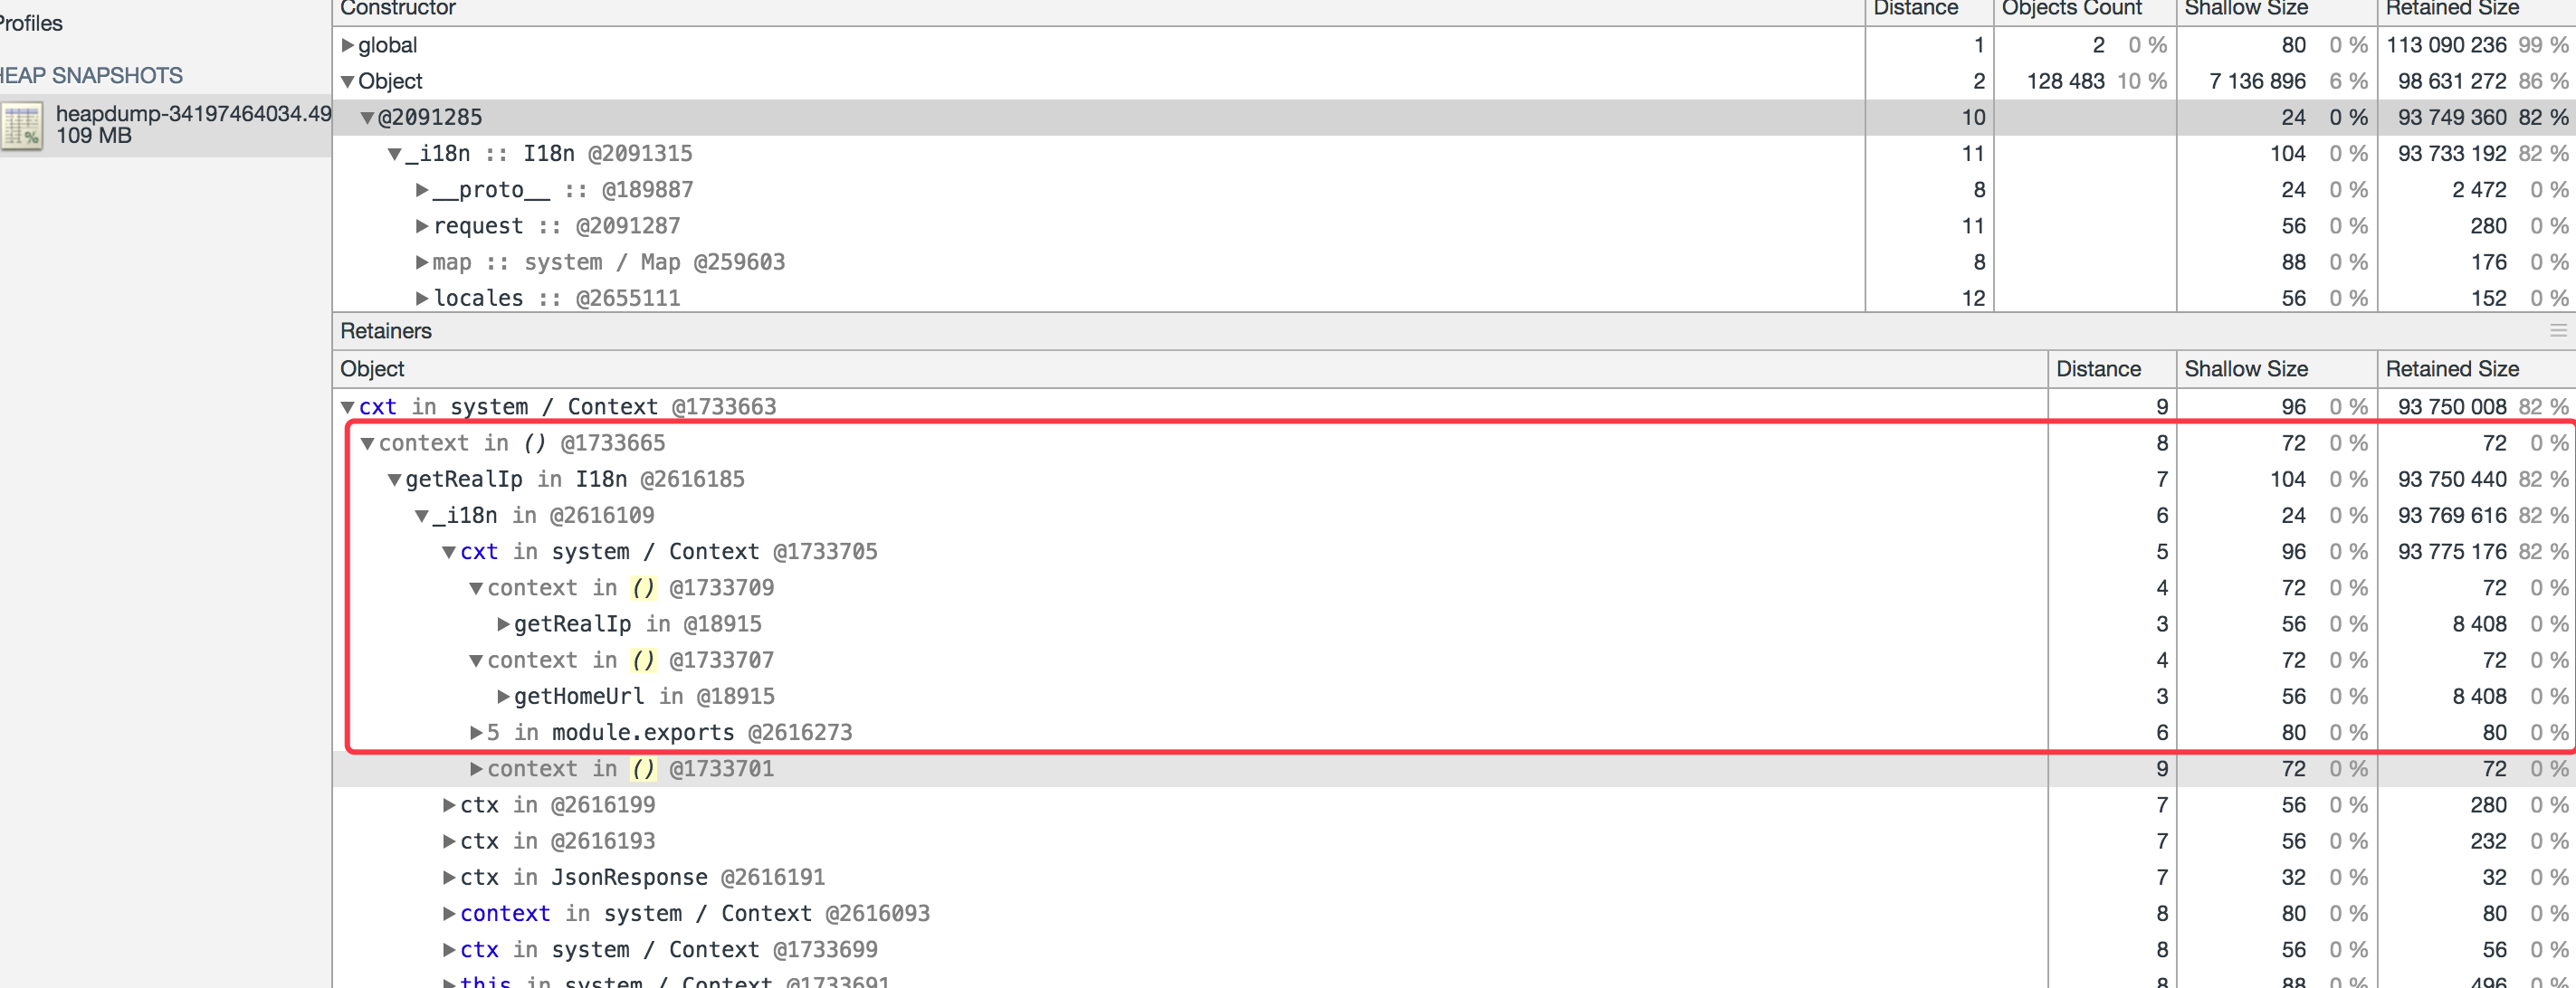 Profiles
HEAP SNAPSHOTS
heapdump-34197464034.49
109 MB
Constructor Distance Objects Count Shallow Size Retained Size
▶global 1 2 0 % 80 0 % 113 090 236 99 %
▼Object 2 128 483 10 % 7 136 896 6 % 98 631 272 86 %
▼@2091285 10 24 0 % 93 749 360 82 %
▼_i18n :: I18n @2091315 11 104 0 % 93 733 192 82 %
▶__proto__ :: @189887 8 24 0 % 2 472 0 %
▶request :: @2091287 11 56 0 % 280 0 %
▶map :: system / Map @259603 8 88 0 % 176 0 %
▶locales :: @2655111 12 56 0 % 152 0 %
Retainers
Object Distance Shallow Size Retained Size
▼cxt in system / Context @1733663 9 96 0 % 93 750 008 82 %
▼context in () @1733665 8 72 0 % 72 0 %
▼getRealIp in I18n @2616185 7 104 0 % 93 750 440 82 %
▼_i18n in @2616109 6 24 0 % 93 769 616 82 %
▼cxt in system / Context @1733705 5 96 0 % 93 775 176 82 %
▼context in () @1733709 4 72 0 % 72 0 %
▶getRealIp in @18915 3 56 0 % 8 408 0 %
▼context in () @1733707 4 72 0 % 72 0 %
▶getHomeUrl in @18915 3 56 0 % 8 408 0 %
▶5 in module.exports @2616273 6 80 0 % 80 0 %
▶context in () @1733701 9 72 0 % 72 0 %
▶ctx in @2616199 7 56 0 % 280 0 %
▶ctx in @2616193 7 56 0 % 232 0 %
▶ctx in JsonResponse @2616191 7 32 0 % 32 0 %
▶context in system / Context @2616093 8 80 0 % 80 0 %
▶ctx in system / Context @1733699 8 56 0 % 56 0 %
▶this in system / Context @1733691 8 88 0 % 496 0 %